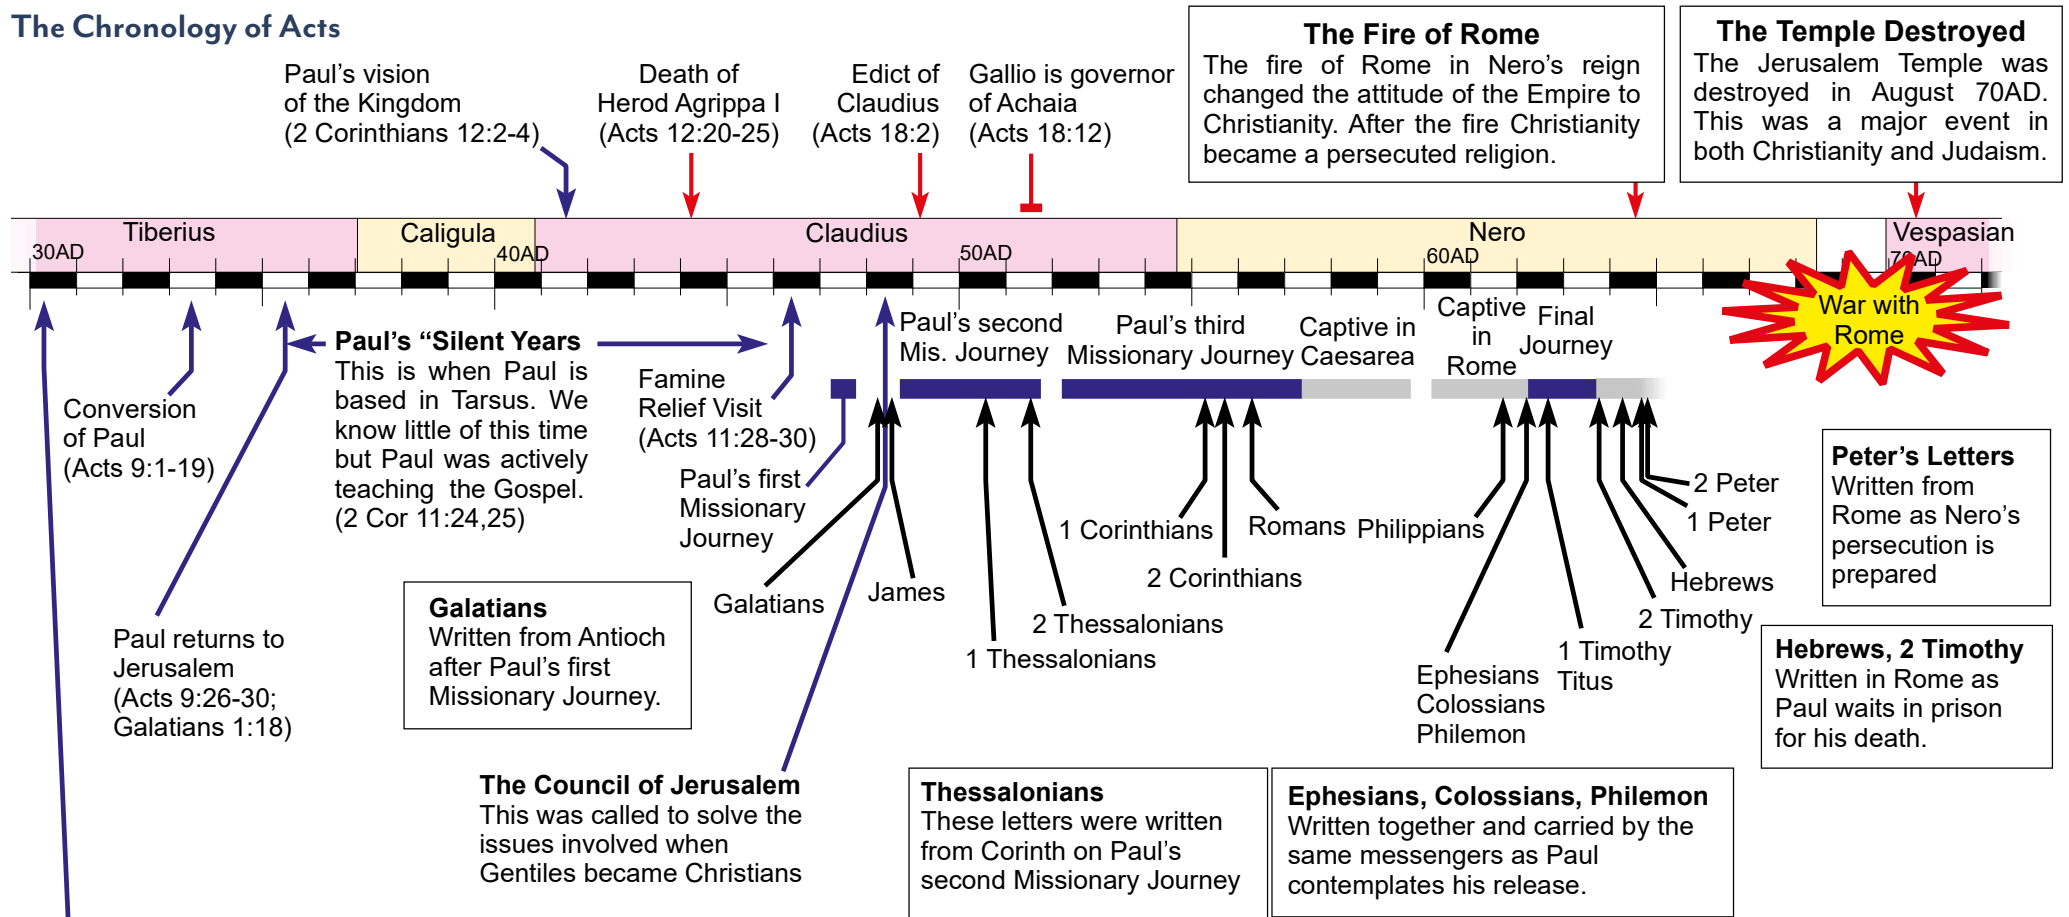 The Chronology of Acts
Paul's vision
of the Kingdom
(2 Corinthians 12:2-4)
Death of
Herod Agrippa I
(Acts 12:20-25)
Edict of
Claudius
(Acts 18:2)
Gallio is governor
of Achaia
(Acts 18:12)
The Fire of Rome
The fire of Rome in Nero's reign
changed the attitude of the Empire to
Christianity. After the fire Christianity
became a persecuted religion.
The Temple Destroyed
The Jerusalem Temple was
destroyed in August 70AD.
This was a major event in
both Christianity and Judaism.
Tiberius
Caligula
Claudius
Nero
Vespasian
30AD
40AD
50AD
60AD
70AD
War with
Rome
Paul's “Silent Years
This is when Paul is
based in Tarsus. We
know little of this time
but Paul was actively
teaching the Gospel.
(2 Cor 11:24,25)
Conversion
of Paul
(Acts 9:1-19)
Paul returns to
Jerusalem
(Acts 9:26-30;
Galatians 1:18)
Famine
Relief Visit
(Acts 11:28-30)
Paul's first
Missionary
Journey
Paul's second
Mis. Journey
Paul's third
Missionary Journey
Captive in
Caesarea
Captive
in
Rome
Final
Journey
Galatians
James
1 Thessalonians
2 Thessalonians
1 Corinthians
2 Corinthians
Romans
Philippians
Ephesians
Colossians
Philemon
1 Timothy
Titus
2 Timothy
Hebrews
1 Peter
2 Peter
Galatians
Written from Antioch
after Paul's first
Missionary Journey.
The Council of Jerusalem
This was called to solve the
issues involved when
Gentiles became Christians
Thessalonians
These letters were written
from Corinth on Paul's
second Missionary Journey
Ephesians, Colossians, Philemon
Written together and carried by the
same messengers as Paul
contemplates his release.
Peter's Letters
Written from
Rome as Nero's
persecution is
prepared
Hebrews, 2 Timothy
Written in Rome as
Paul waits in prison
for his death.